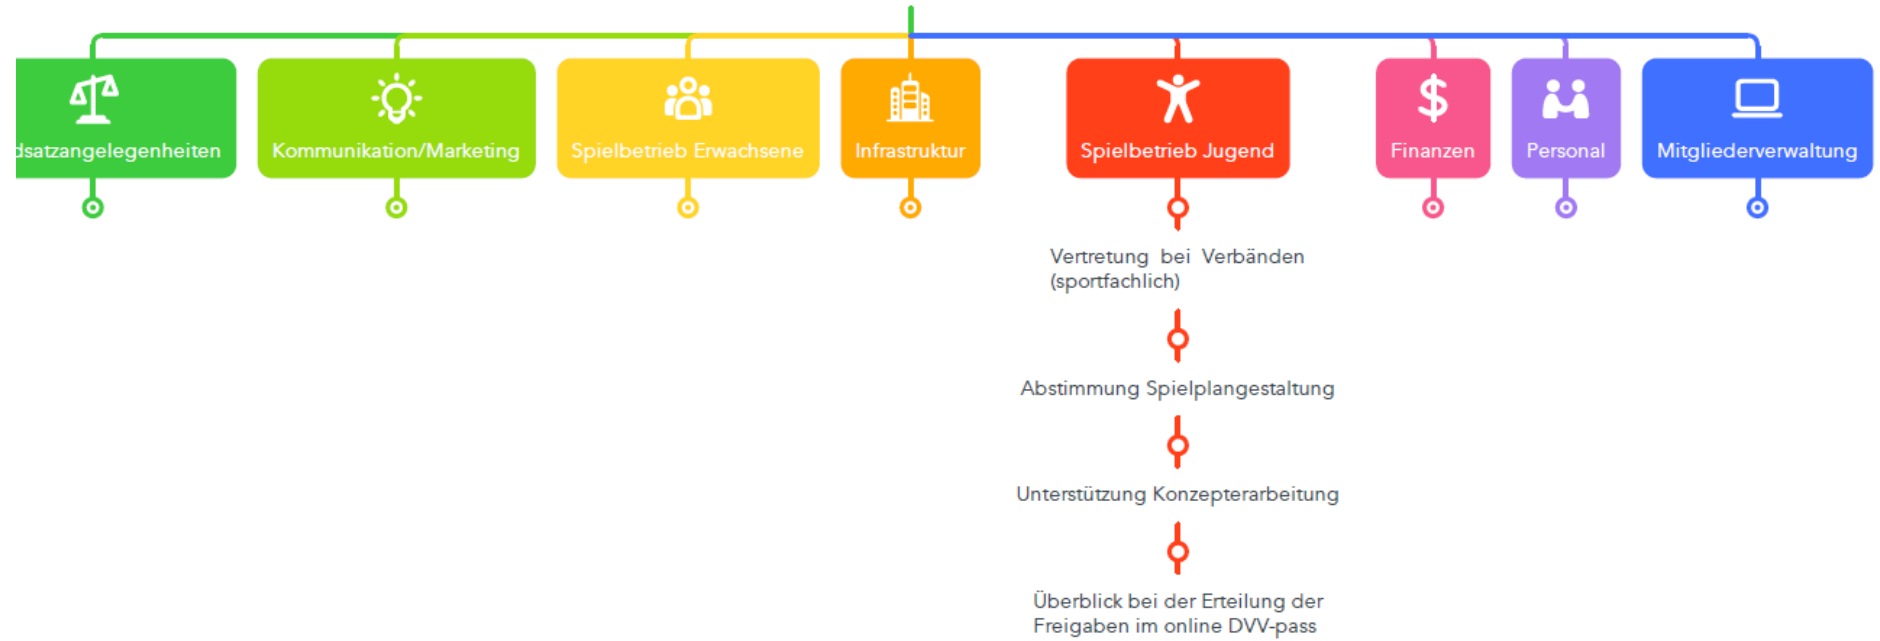 dsatzangelegenheiten
Kommunikation/Marketing
Spielbetrieb Erwachsene
Infrastruktur
Spielbetrieb Jugend
Finanzen
Personal
Mitgliederverwaltung
Vertretung bei Verbänden
(sportfachlich)
Abstimmung Spielplangestaltung
Unterstützung Konzepterarbeitung
Überblick bei der Erteilung der
Freigaben im online DVV-pass